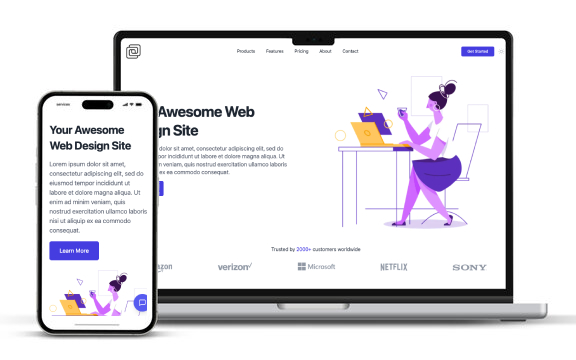 Products Features Pricing About Contact
Get Started
Awesome Web
gn Site
dolor sit amet, consectetur adipiscing elit, sed do
por incididunt ut labore et dolore magna aliqua. Ut
n veniam, quis nostrud exercitation ullamco laboris
ex ea commodo consequat.
Trusted by 2000+ customers worldwide
zon
verizon
Microsoft
NETFLIX
SONY
Your Awesome
Web Design Site
Lorem ipsum dolor sit amet,
consectetur adipiscing elit, sed do
eiusmod tempor incididunt ut
labore et dolore magna aliqua. Ut
enim ad minim veniam, quis
nostrud exercitation ullamco laboris
nisi ut aliquip ex ea commodo
consequat.
Learn More